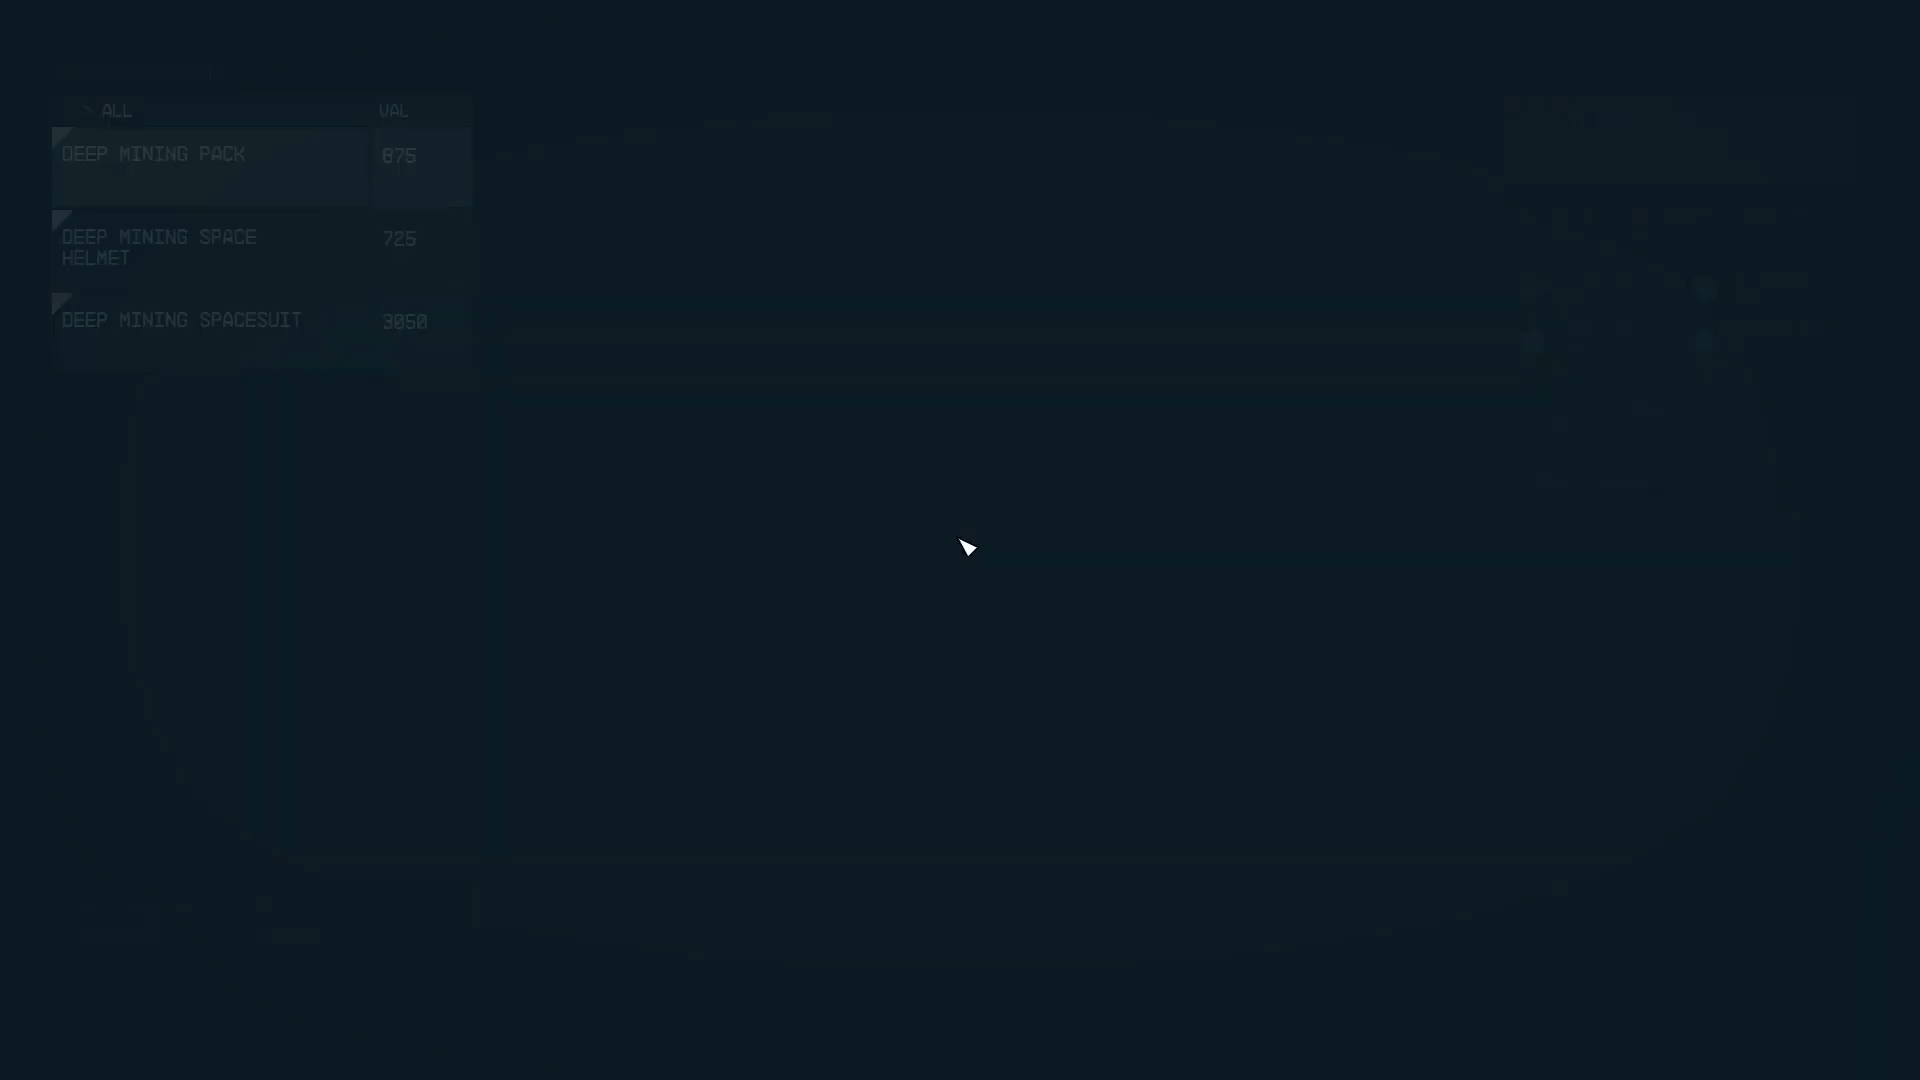 > ALL VAL
DEEP MINING PACK 875
DEEP MINING SPACE 725
HELMET
DEEP MINING SPACESUIT 3050